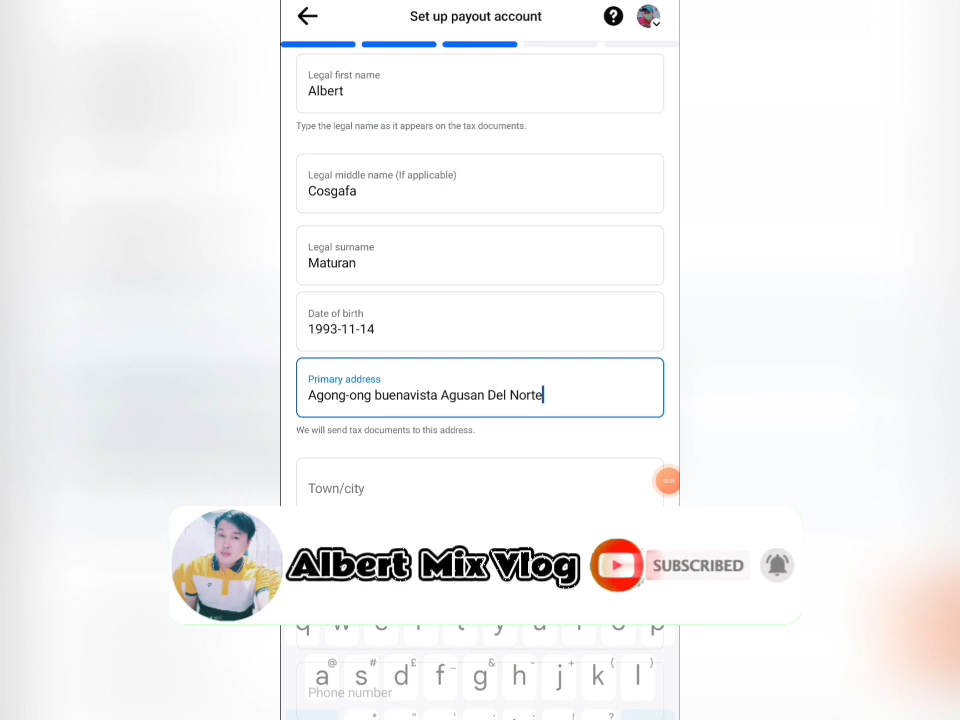 Set up payout account
Legal first name
Albert
Type the legal name as it appears on the tax documents.
Legal middle name (If applicable)
Cosgafa
Legal surname
Maturan
Date of birth
1993-11-14
Primary address
Agong-ong buenavista Agusan Del Norte
We will send tax documents to this address.
Town/city
Albert Mix Vlog
SUBSCRIBED
q w e r t y u i o p
@ # £ _ & - + ( )
a s d f g h j k l
Phone number
* " ' : ; ! ?